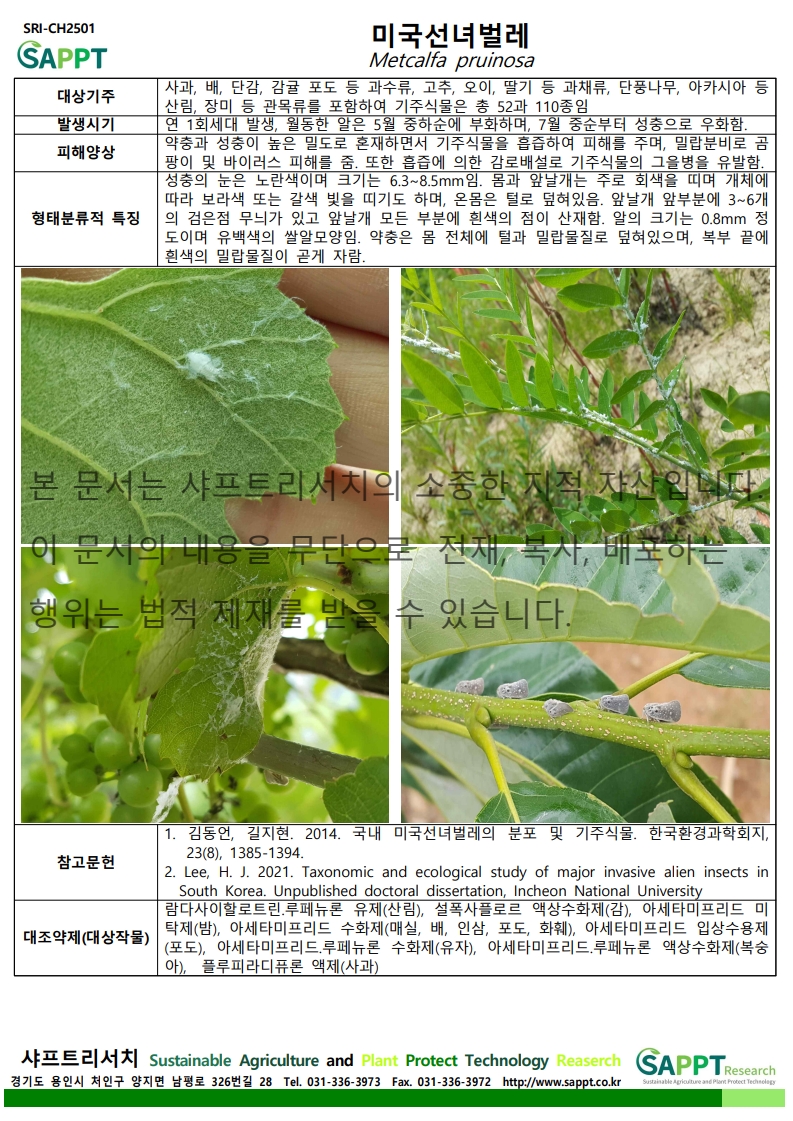 SRI-CH2501
SAPPT
미국선녀벌레
Metcalfa pruinosa
대상기주
사과, 배, 단감, 감귤 포도 등 과수류, 고추, 오이, 딸기 등 과채류, 단풍나무, 아카시아 등
산림, 장미 등 관목류를 포함하여 기주식물은 총 52과 110종임
발생시기
연 1회세대 발생, 월동한 알은 5월 중하순에 부화하며, 7월 중순부터 성충으로 우화함.
피해양상
약충과 성충이 높은 밀도로 혼재하면서 기주식물을 흡즙하여 피해를 주며, 밀랍분비로 곰
팡이 및 바이러스 피해를 줌. 또한 흡즙에 의한 감로배설로 기주식물의 그을병을 유발함.
형태분류적 특징
성충의 눈은 노란색이며 크기는 6.3~8.5mm임. 몸과 앞날개는 주로 회색을 띠며 개체에
따라 보라색 또는 갈색 빛을 띠기도 하며, 온몸은 털로 덮혀있음. 앞날개 앞부분에 3~6개
의 검은점 무늬가 있고 앞날개 모든 부분에 흰색의 점이 산재함. 알의 크기는 0.8mm 정
도이며 유백색의 쌀알모양임. 약충은 몸 전체에 털과 밀랍물질로 덮혀있으며, 복부 끝에
흰색의 밀랍물질이 곧게 자람.
본 문서는 샤프트리서치의 소중한 지적 자산입니다.
이 문서의 내용을 무단으로 전재, 복사, 배포하는
행위는 법적 제재를 받을 수 있습니다.
참고문헌
1. 김동언, 길지현. 2014. 국내 미국선녀벌레의 분포 및 기주식물. 한국환경과학회지,
23(8), 1385-1394.
2. Lee, H. J. 2021. Taxonomic and ecological study of major invasive alien insects in
South Korea. Unpublished doctoral dissertation, Incheon National University
대조약제(대상작물)
람다사이할로트린.루페뉴론 유제(산림), 설폭사플로르 액상수화제(감), 아세타미프리드 미
탁제(밤), 아세타미프리드 수화제(매실, 배, 인삼, 포도, 화훼), 아세타미프리드 입상수용제
(포도), 아세타미프리드.루페뉴론 수화제(유자), 아세타미프리드.루페뉴론 액상수화제(복숭
아), 플루피라디퓨론 액제(사과)
샤프트리서치 Sustainable Agriculture and Plant Protect Technology Reaserch
경기도 용인시 처인구 양지면 남평로 326번길 28 Tel. 031-336-3973 Fax. 031-336-3972 http://www.sappt.co.kr
SAPPT Research
Sustainable Agriculture and Plant Protect Technology